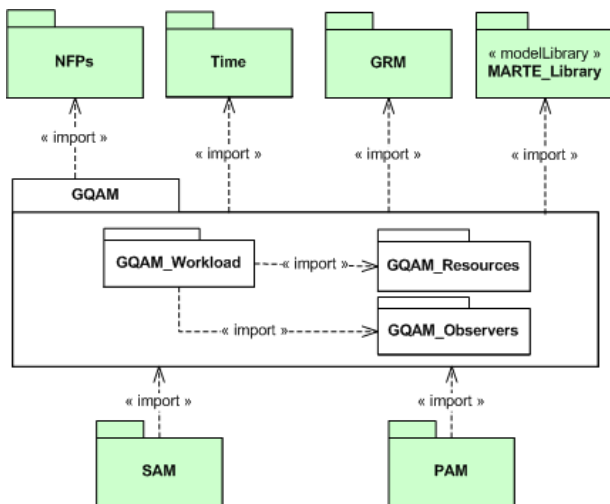 NFPs
Time
GRM
« modelLibrary »
MARTE_Library
« import »
« import »
« import »
« import »
GQAM
GQAM_Workload
« import »
GQAM_Resources
« import »
GQAM_Observers
« import »
« import »
SAM
PAM